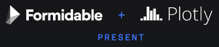 Formidable + Plotly
PRESENT